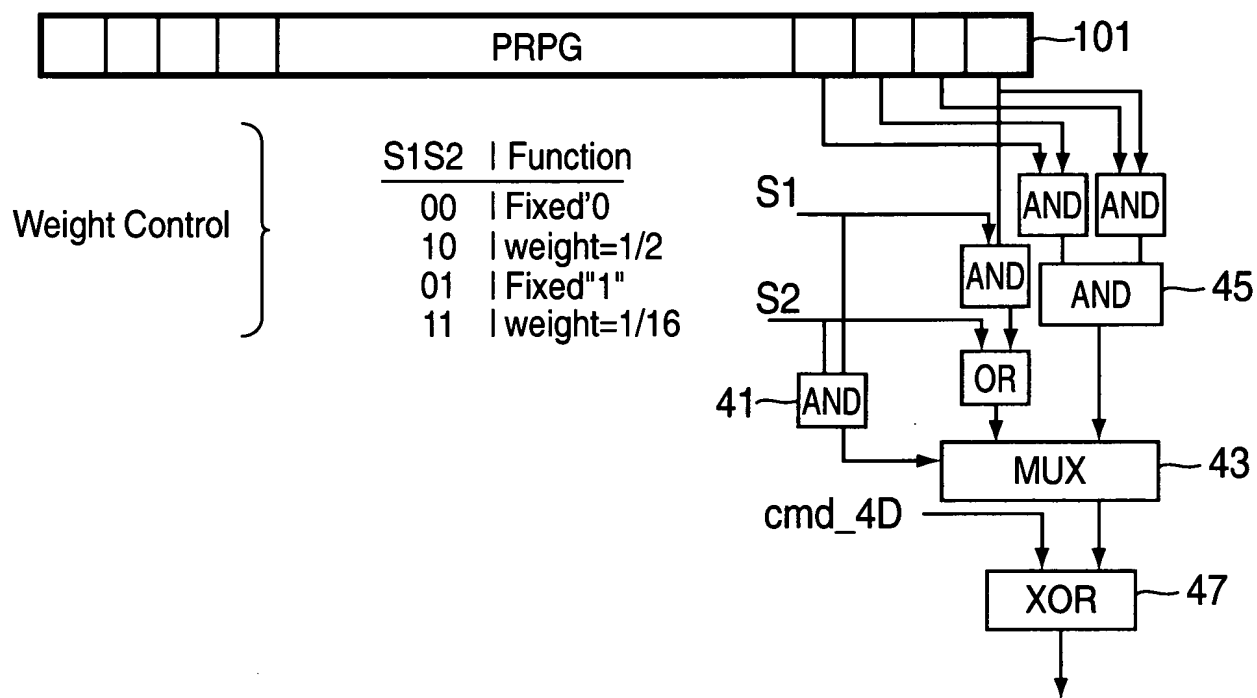 PRPG
101
S1S2 | Function
00 | Fixed'0
10 | weight=1/2
01 | Fixed"1"
11 | weight=1/16
Weight Control
S1
S2
AND
AND
AND
AND
45
OR
41
AND
MUX
43
cmd_4D
XOR
47